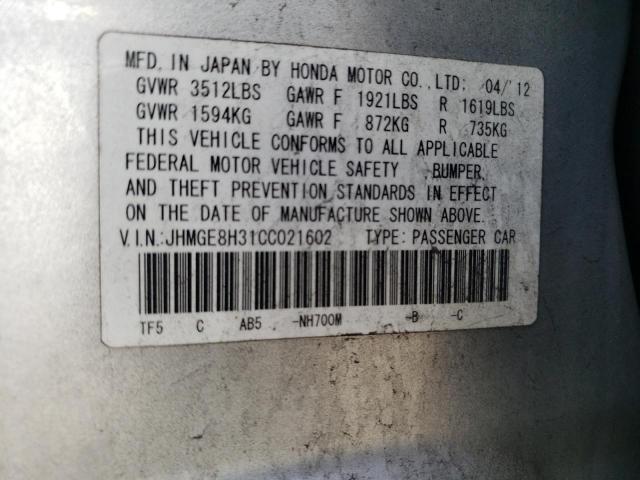 MFD. IN JAPAN BY HONDA MOTOR CO., LTD: 04/'12
GVWR 3512LBS GAWR F 1921LBS R 1619LBS
GVWR 1594KG GAWR F 872KG R 735KG
THIS VEHICLE CONFORMS TO ALL APPLICABLE
FEDERAL MOTOR VEHICLE SAFETY ,BUMPER,
AND THEFT PREVENTION STANDARDS IN EFFECT
ON THE DATE OF MANUFACTURE SHOWN ABOVE.
V.I.N.:JHMGE8H31CC021602 TYPE: PASSENGER CAR
TF5 C AB5 -NH700M -B -C